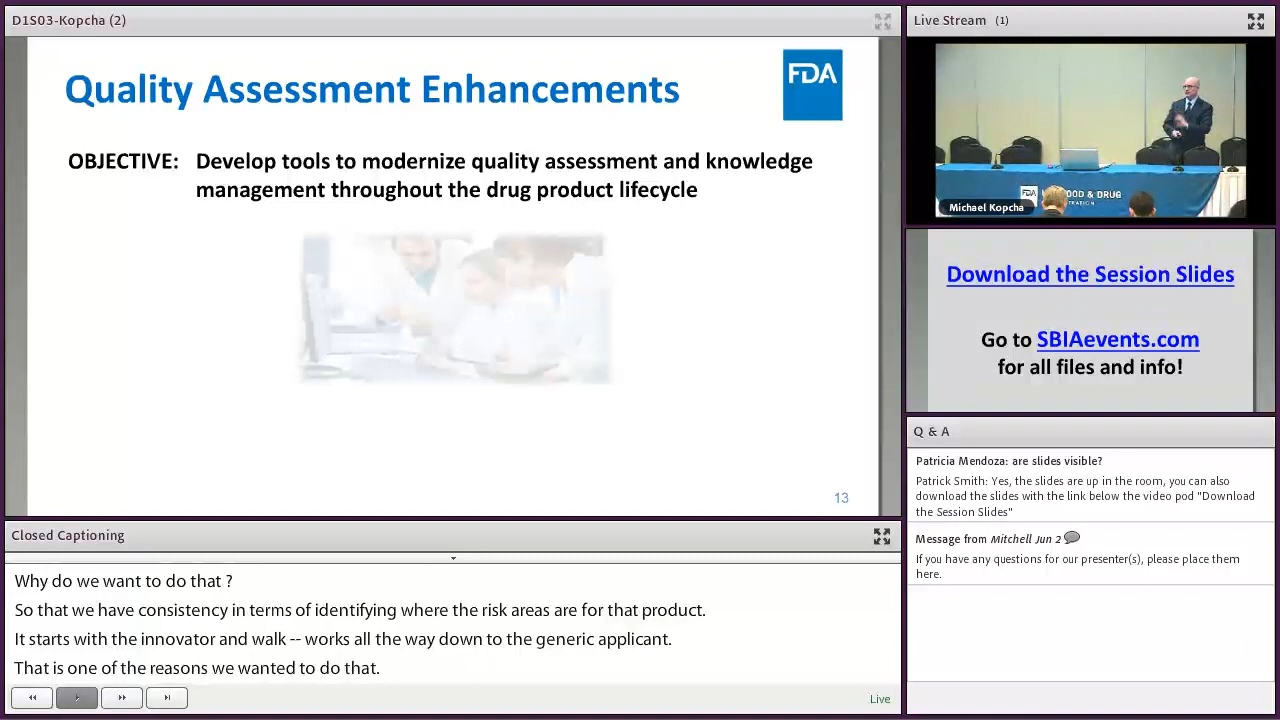 D1S03-Kopcha (2)
Quality Assessment Enhancements
FDA
OBJECTIVE: Develop tools to modernize quality assessment and knowledge
management throughout the drug product lifecycle
13
Closed Captioning
Why do we want to do that ?
So that we have consistency in terms of identifying where the risk areas are for that product.
It starts with the innovator and walk -- works all the way down to the generic applicant.
That is one of the reasons we wanted to do that.
Live
Live Stream (1)
FDA
OOD & DRUG
Michael Kopcha
Download the Session Slides
Go to SBIAevents.com
for all files and info!
Q & A
Patricia Mendoza: are slides visible?
Patrick Smith: Yes, the slides are up in the room, you can also
download the slides with the link below the video pod "Download
the Session Slides"
Message from Mitchell Jun 2
If you have any questions for our presenter(s), please place them
here.